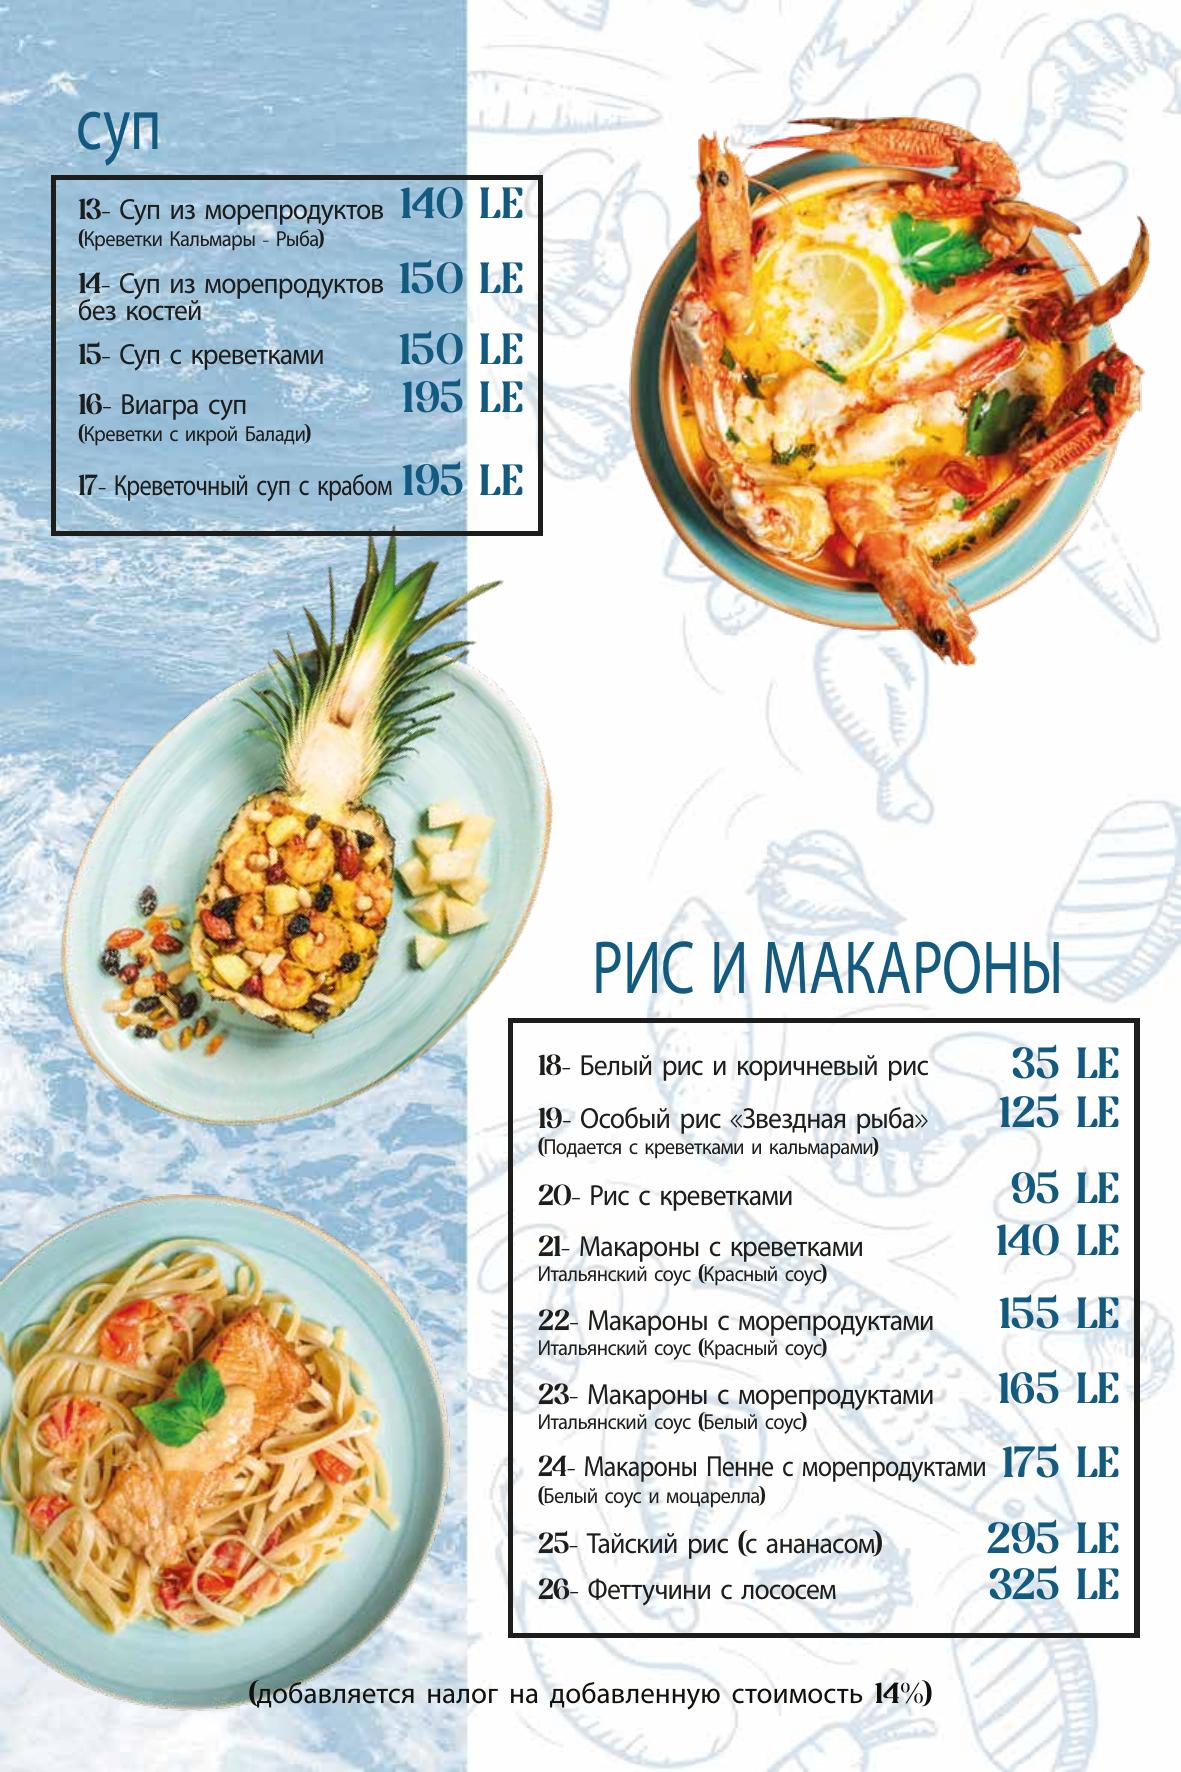 суп
13- Суп из морепродуктов 140 LE
(Креветки Кальмары - Рыба)
14- Суп из морепродуктов 150 LE
без костей
15- Суп с креветками 150 LE
16- Виагра суп 195 LE
(Креветки с икрой Балади)
17- Креветочный суп с крабом 195 LE
РИС И МАКАРОНЫ
18- Белый рис и коричневый рис 35 LE
19- Особый рис «Звездная рыба» 125 LE
(Подается с креветками и кальмарами)
20- Рис с креветками 95 LE
21- Макароны с креветками 140 LE
Итальянский соус (Красный соус)
22- Макароны с морепродуктами 155 LE
Итальянский соус (Красный соус)
23- Макароны с морепродуктами 165 LE
Итальянский соус (Белый соус)
24- Макароны Пенне с морепродуктами 175 LE
(Белый соус и моцарелла)
25- Тайский рис (с ананасом) 295 LE
26- Феттучини с лососем 325 LE
(добавляется налог на добавленную стоимость 14%)